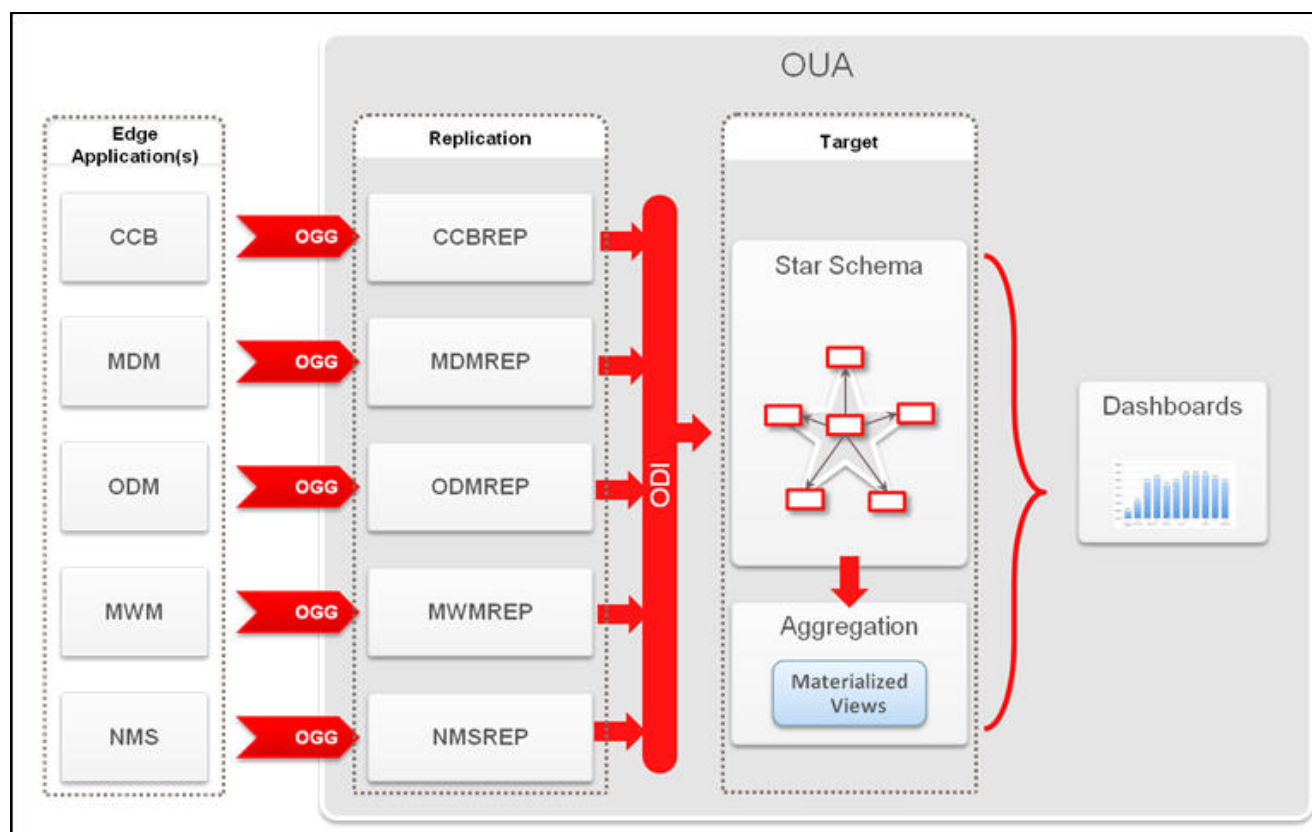 OUA
Edge
Application(s)
CCB
MDM
ODM
MWM
NMS
OGG
OGG
OGG
OGG
OGG
Replication
CCBREP
MDMREP
ODMREP
MWMREP
NMSREP
ODI
Target
Star Schema
Aggregation
Materialized
Views
Dashboards